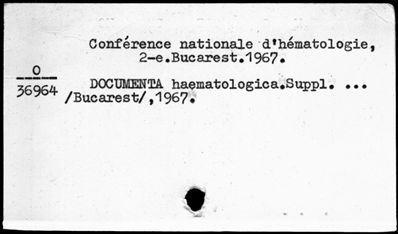 Conférence nationale d'hématologie,
2-e.Bucarest.1967.
0
36964
DOCUMENTA haematologica.Suppl. ...
/Bucarest/,1967.